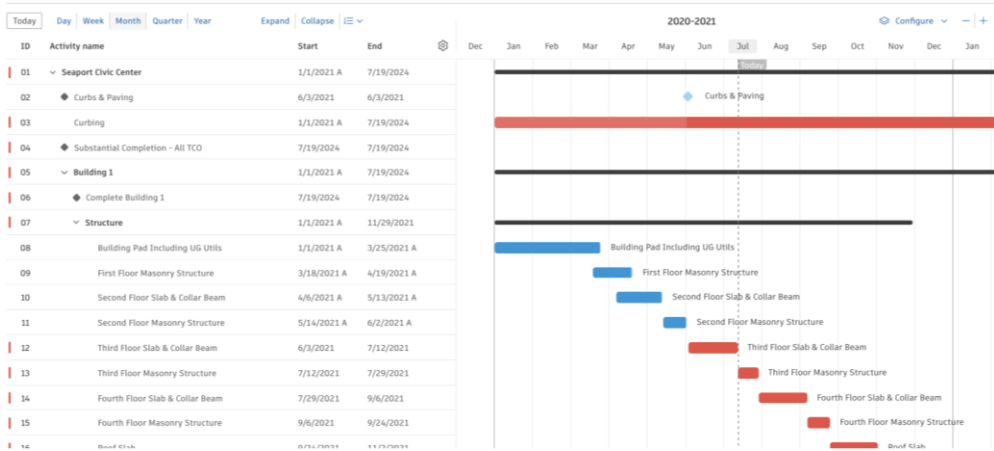 Today Day Week Month Quarter Year Expand Collapse 2020-2021 Configure
ID Activity name Start End Dec Jan Feb Mar Apr May Jun Jul Aug Sep Oct Nov Dec Jan
Today
01 Seaport Civic Center 1/1/2021 A 7/19/2024
02 Curbs & Paving 6/3/2021 6/3/2021 Curbs & Paving
03 Curbing 1/1/2021 A 7/19/2024
04 Substantial Completion - All TCO 7/19/2024 7/19/2024
05 Building 1 1/1/2021 A 7/19/2024
06 Complete Building 1 7/19/2024 7/19/2024
07 Structure 1/1/2021 A 11/29/2021
08 Building Pad Including UG Utils 1/1/2021 A 3/25/2021 A Building Pad Including UG Utils
09 First Floor Masonry Structure 3/18/2021 A 4/19/2021 A First Floor Masonry Structure
10 Second Floor Slab & Collar Beam 4/6/2021 A 5/13/2021 A Second Floor Slab & Collar Beam
11 Second Floor Masonry Structure 5/14/2021 A 6/2/2021 A Second Floor Masonry Structure
12 Third Floor Slab & Collar Beam 6/3/2021 7/12/2021 Third Floor Slab & Collar Beam
13 Third Floor Masonry Structure 7/12/2021 7/29/2021 Third Floor Masonry Structure
14 Fourth Floor Slab & Collar Beam 7/29/2021 9/6/2021 Fourth Floor Slab & Collar Beam
15 Fourth Floor Masonry Structure 9/6/2021 9/24/2021 Fourth Floor Masonry Structure
16 Roof Slab 9/24/2021 11/2/2021 Roof Slab